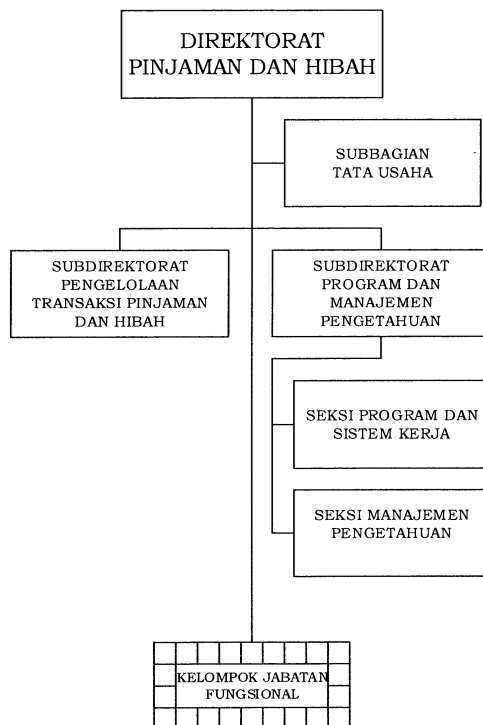 DIREKTORAT
PINJAMAN DAN HIBAH
SUBBAGIAN
TATA USAHA
SUBDIREKTORAT
PENGELOLAAN
TRANSAKSI PINJAMAN
DAN HIBAH
SUBDIREKTORAT
PROGRAM DAN
MANAJEMEN
PENGETAHUAN
SEKSI PROGRAM DAN
SISTEM KERJA
SEKSI MANAJEMEN
PENGETAHUAN
KELOMPOK JABATAN
FUNGSIONAL